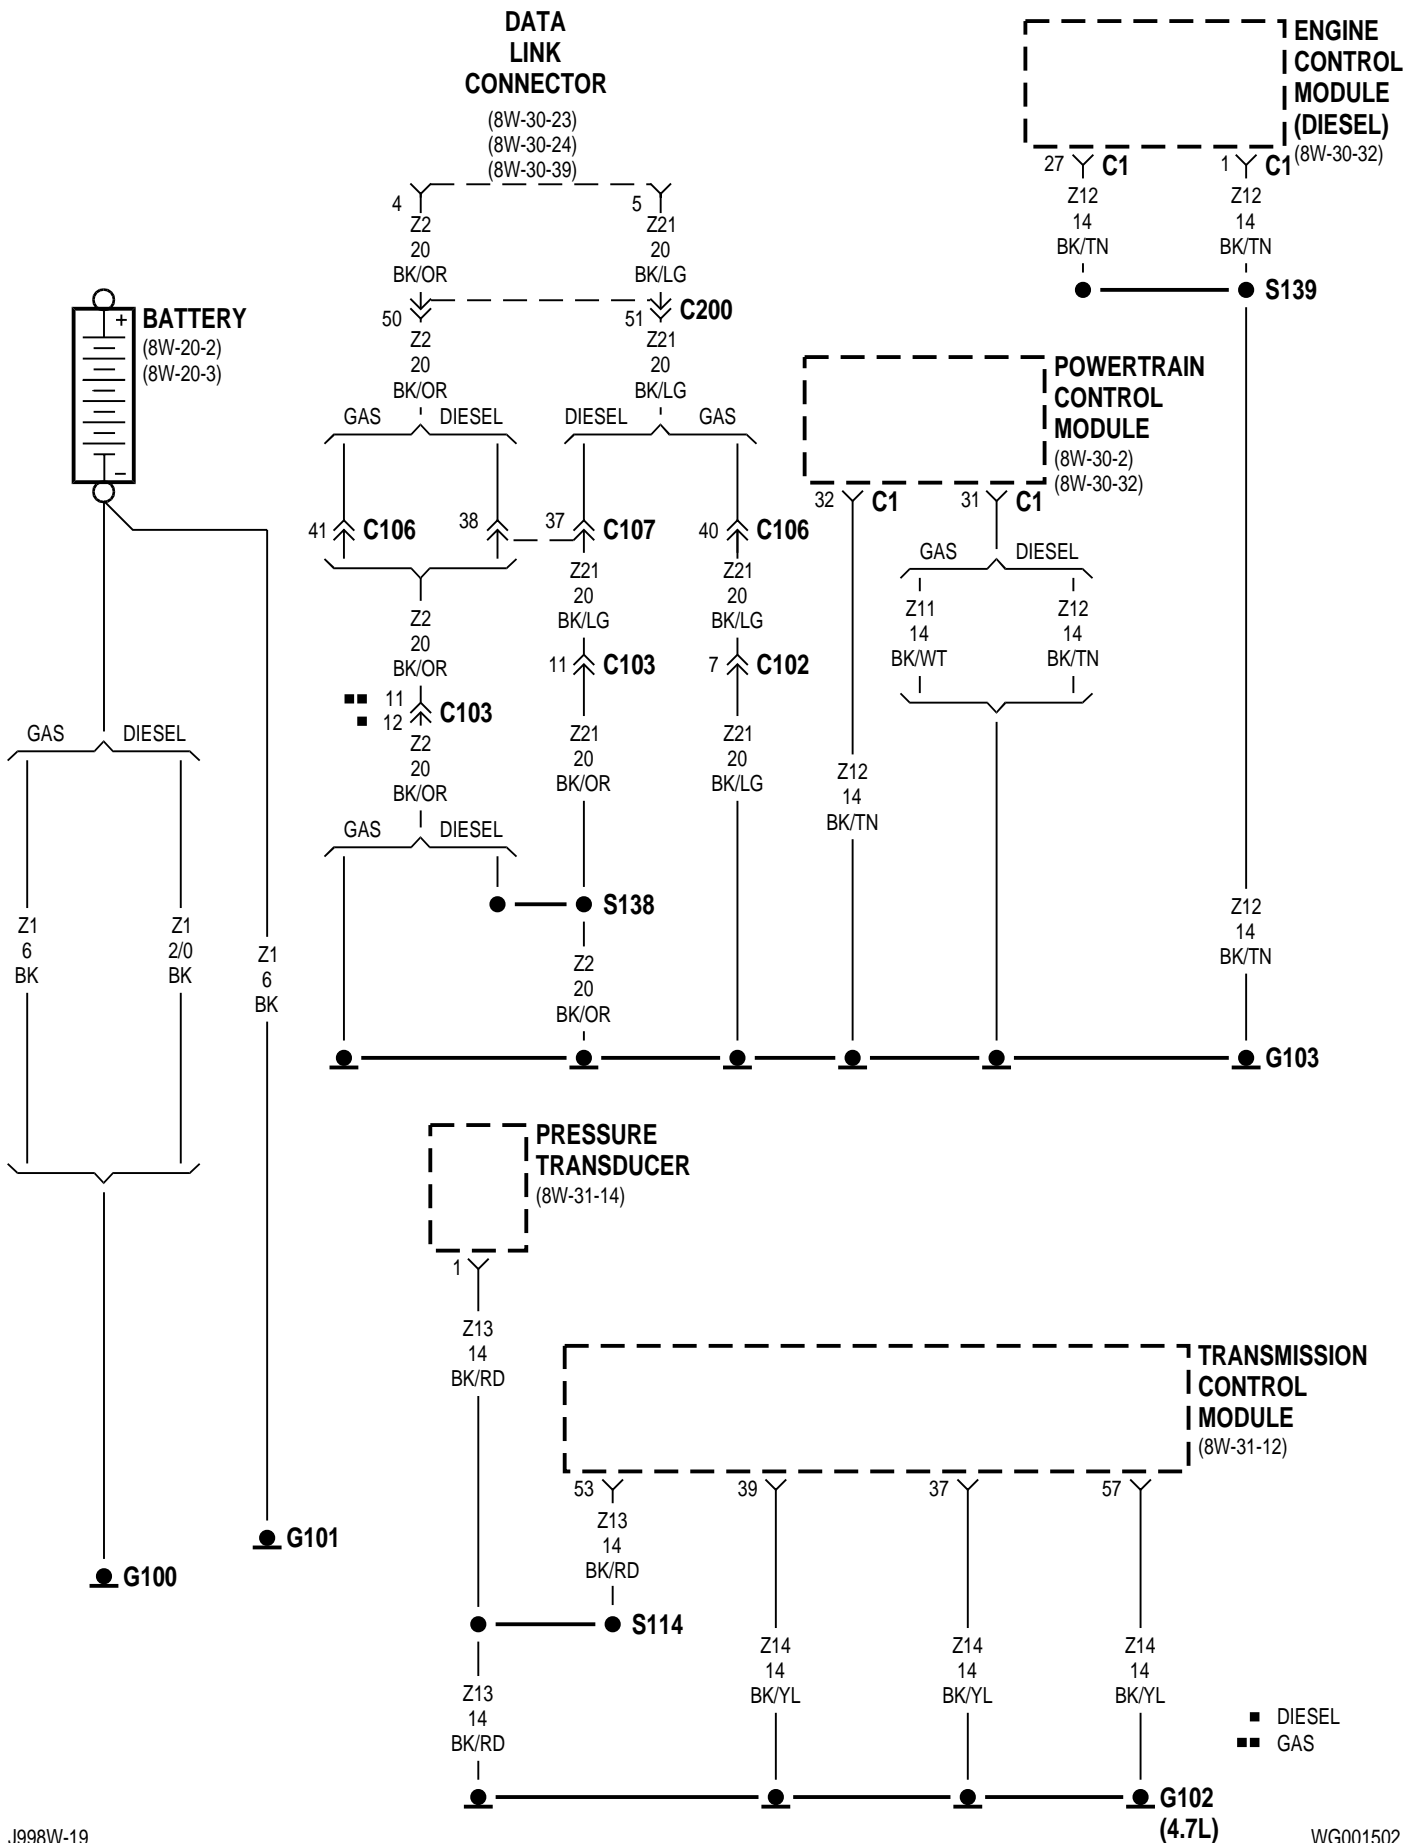 DATA
LINK
CONNECTOR
(8W-30-23)
(8W-30-24)
(8W-30-39)
4
Z2
20
BK/OR
5
Z21
20
BK/LG
50
51
C200
Z2
20
BK/OR
Z21
20
BK/LG
GAS
DIESEL
DIESEL
GAS
41
C106
38
37
C107
40
C106
Z2
20
BK/OR
Z21
20
BK/LG
Z21
20
BK/LG
11
12
C103
11
C103
7
C102
Z2
20
BK/OR
Z21
20
BK/OR
Z21
20
BK/LG
GAS
DIESEL
S138
Z2
20
BK/OR
ENGINE
CONTROL
MODULE
(DIESEL)
(8W-30-32)
27
C1
1
C1
Z12
14
BK/TN
Z12
14
BK/TN
S139
Z12
14
BK/TN
POWERTRAIN
CONTROL
MODULE
(8W-30-2)
(8W-30-32)
32
C1
31
C1
GAS
DIESEL
Z11
14
BK/WT
Z12
14
BK/TN
Z12
14
BK/TN
G103
+
−
BATTERY
(8W-20-2)
(8W-20-3)
GAS
DIESEL
Z1
6
BK
Z1
2/0
BK
Z1
6
BK
G101
G100
PRESSURE
TRANSDUCER
(8W-31-14)
1
Z13
14
BK/RD
TRANSMISSION
CONTROL
MODULE
(8W-31-12)
53
39
37
57
Z13
14
BK/RD
S114
Z13
14
BK/RD
Z14
14
BK/YL
Z14
14
BK/YL
Z14
14
BK/YL
DIESEL
GAS
G102
(4.7L)
J998W-19
WG001502